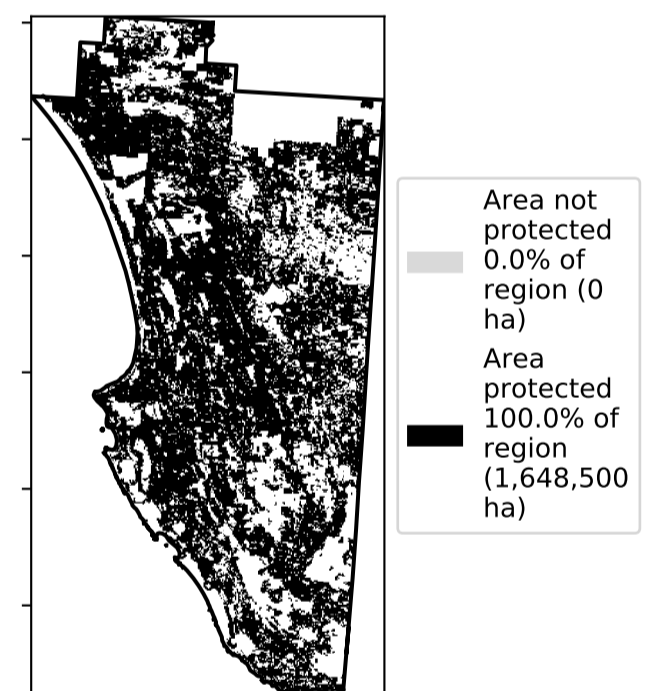 Area not
protected
0.0% of
region (0
ha)
Area
protected
100.0% of
region
(1,648,500
ha)